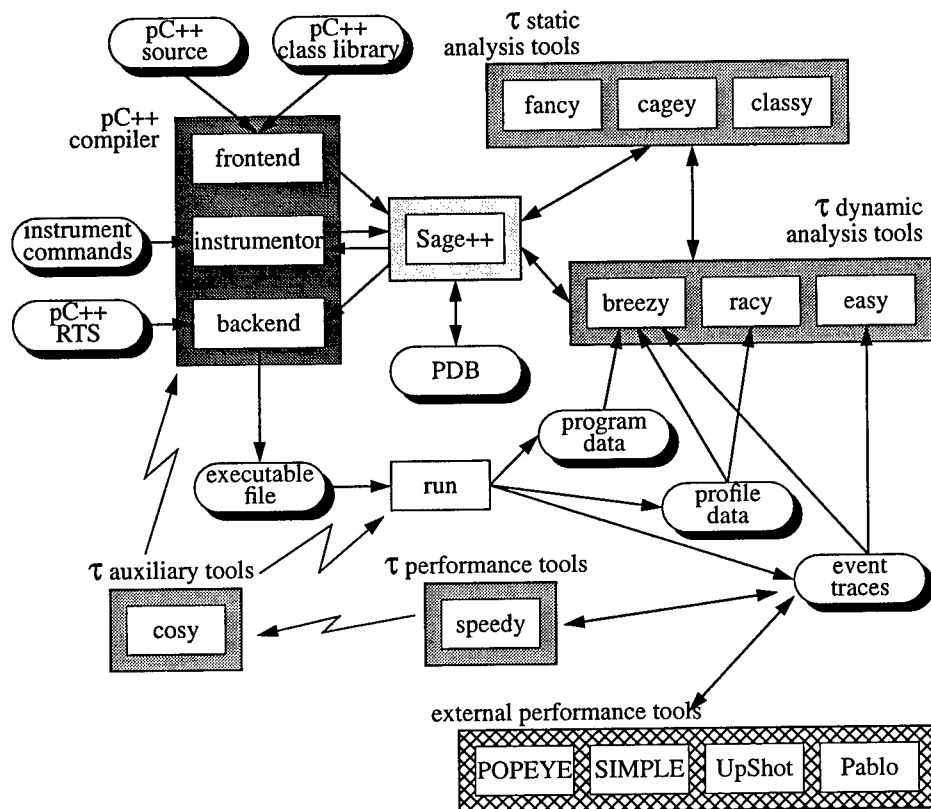 pC++
source
pC++
class library
τ static
analysis tools
fancy
cagey
classy
pC++
compiler
frontend
instrument
commands
instrumentor
Sage++
τ dynamic
analysis tools
breezy
racy
easy
pC++
RTS
backend
PDB
program
data
executable
file
run
profile
data
event
traces
τ auxiliary tools
τ performance tools
cosy
speedy
external performance tools
POPEYE
SIMPLE
UpShot
Pablo